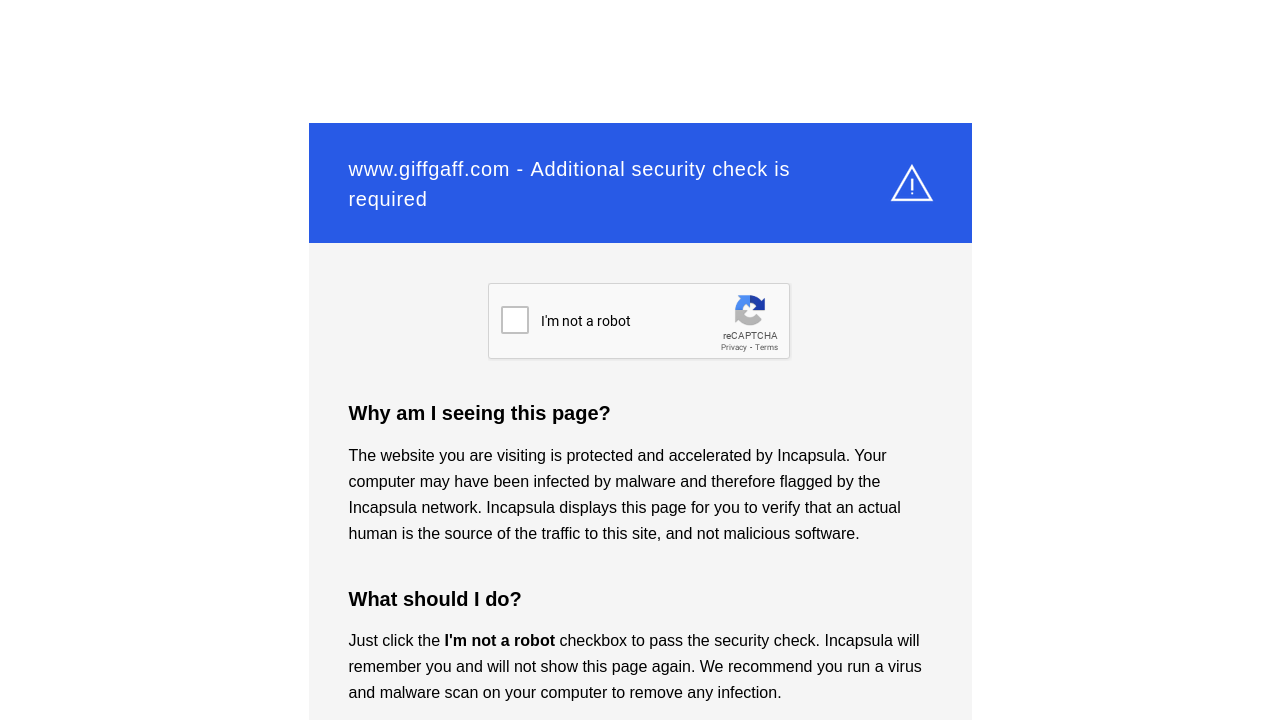 www.giffgaff.com - Additional security check is
required
I'm not a robot
reCAPTCHA
Privacy - Terms
Why am I seeing this page?
The website you are visiting is protected and accelerated by Incapsula. Your
computer may have been infected by malware and therefore flagged by the
Incapsula network. Incapsula displays this page for you to verify that an actual
human is the source of the traffic to this site, and not malicious software.
What should I do?
Just click the I'm not a robot checkbox to pass the security check. Incapsula will
remember you and will not show this page again. We recommend you run a virus
and malware scan on your computer to remove any infection.